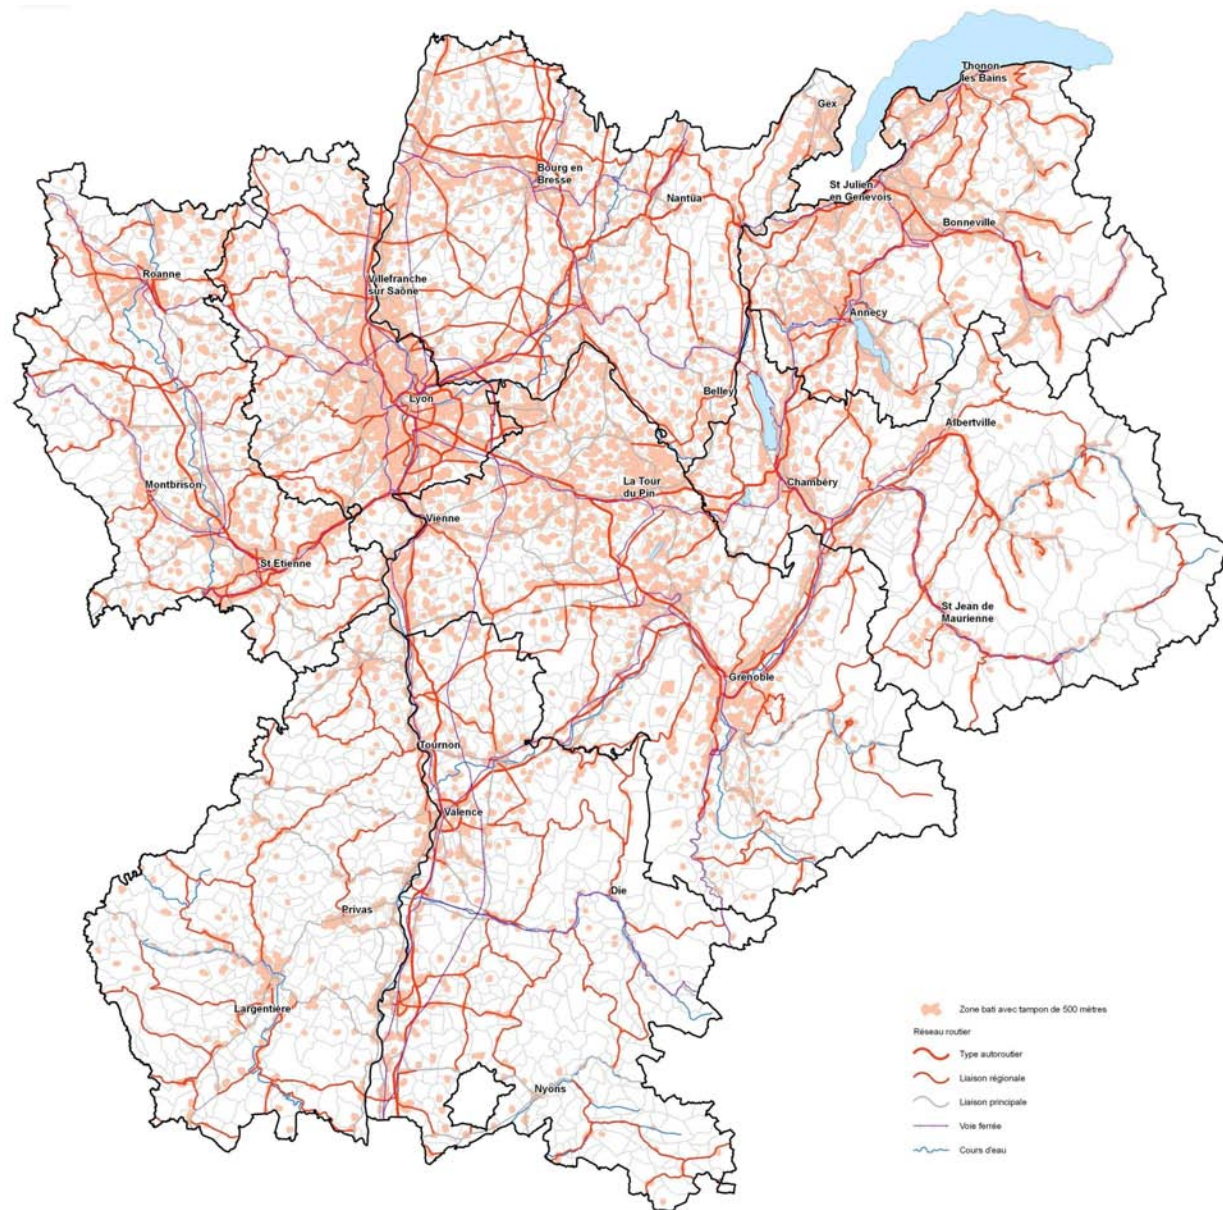 Thonon
les Bains
Gex
Bourg en
Bresse
St Julien
en Genevois
Nantua
Bonneville
Roanne
Villefranche
sur Saône
Annecy
Belley
Lyon
Albertville
Montbrison
La Tour
du Pin
Chambéry
Vienne
St Etienne
St Jean de
Maurienne
Grenoble
Tournon
Valence
Die
Privas
Largentière
Nyons
Zone bati avec tampon de 500 mètres
Réseau routier
Type autoroutier
Liaison régionale
Liaison principale
Voie ferrée
Cours d'eau